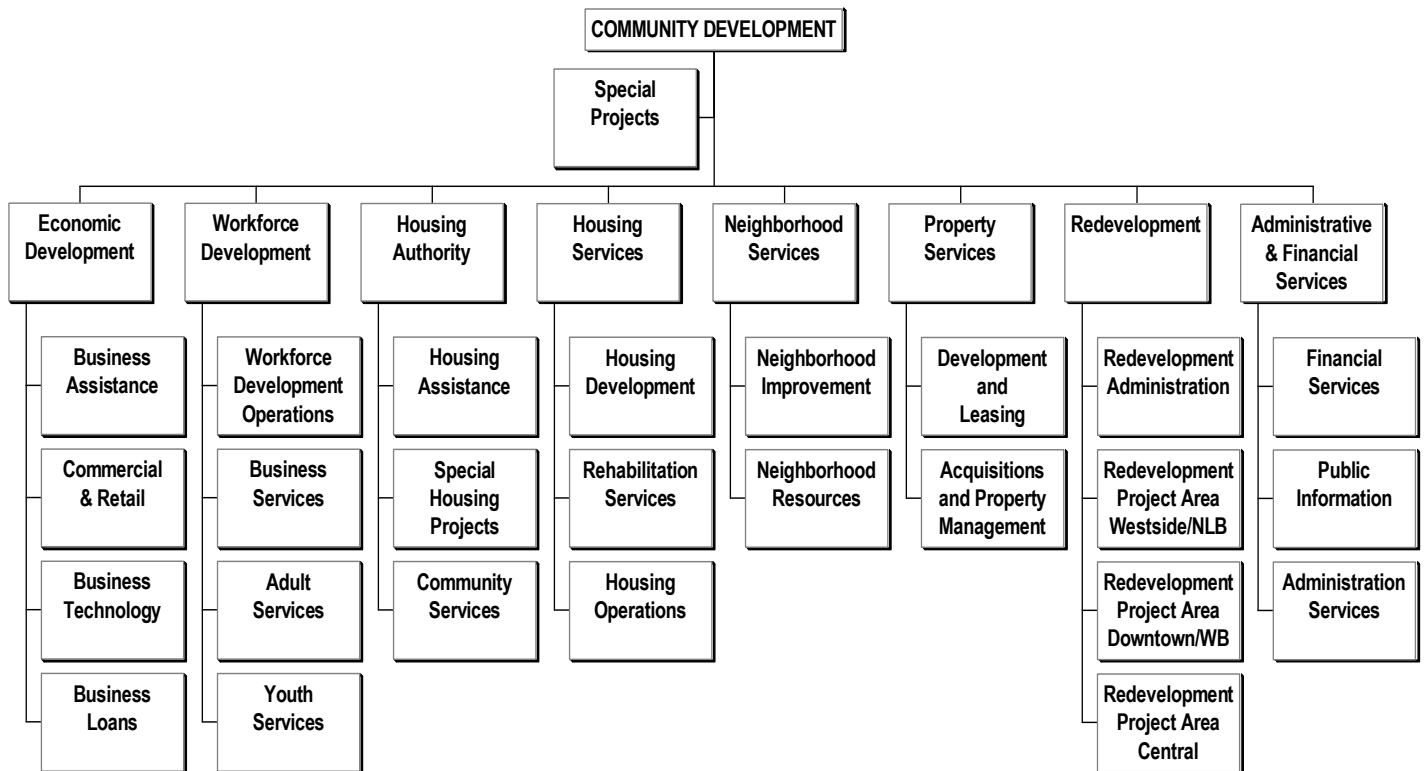 COMMUNITY DEVELOPMENT
Special
Projects
Economic
Development
Workforce
Development
Housing
Authority
Housing
Services
Neighborhood
Services
Property
Services
Redevelopment
Administrative
& Financial
Services
Business
Assistance
Commercial
& Retail
Business
Technology
Business
Loans
Workforce
Development
Operations
Business
Services
Adult
Services
Youth
Services
Housing
Assistance
Special
Housing
Projects
Community
Services
Housing
Development
Rehabilitation
Services
Housing
Operations
Neighborhood
Improvement
Neighborhood
Resources
Development
and
Leasing
Acquisitions
and Property
Management
Redevelopment
Administration
Redevelopment
Project Area
Westside/NLB
Redevelopment
Project Area
Downtown/WB
Redevelopment
Project Area
Central
Financial
Services
Public
Information
Administration
Services